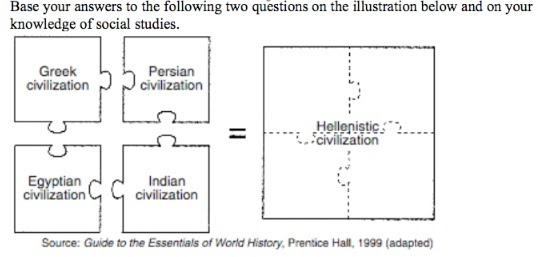 Base your answers to the following two questions on the illustration below and on your
knowledge of social studies.
Greek
civilization
Persian
civilization
=
Hellenistic
civilization
Egyptian
civilization
Indian
civilization
Source: Guide to the Essentials of World History, Prentice Hall, 1999 (adapted)